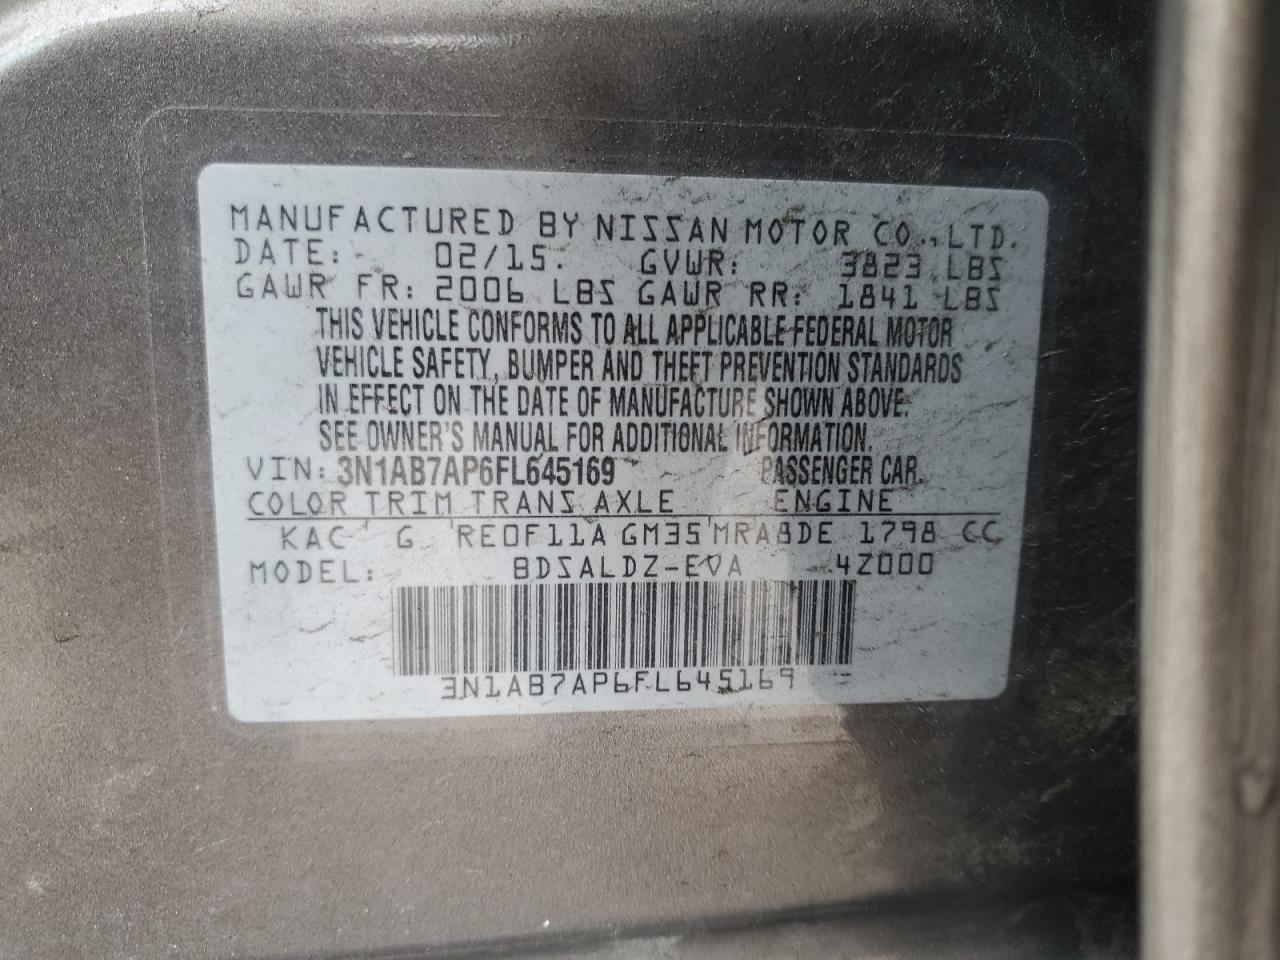 MANUFACTURED BY NISSAN MOTOR CO., LTD.
DATE: 02/15. GVWR: 3823 LBS
GAWR FR: 2006 LBS GAWR RR: 1841 LBS
THIS VEHICLE CONFORMS TO ALL APPLICABLE FEDERAL MOTOR
VEHICLE SAFETY, BUMPER AND THEFT PREVENTION STANDARDS
IN EFFECT ON THE DATE OF MANUFACTURE SHOWN ABOVE.
SEE OWNER'S MANUAL FOR ADDITIONAL INFORMATION.
VIN: 3N1AB7AP6FL645169 PASSENGER CAR.
COLOR TRIM TRANS AXLE ENGINE
KAC G RE0F11A GM35 MRA8DE 1798 CC
MODEL: BDSALDZ-EVA 4Z000
3N1AB7AP6FL645169